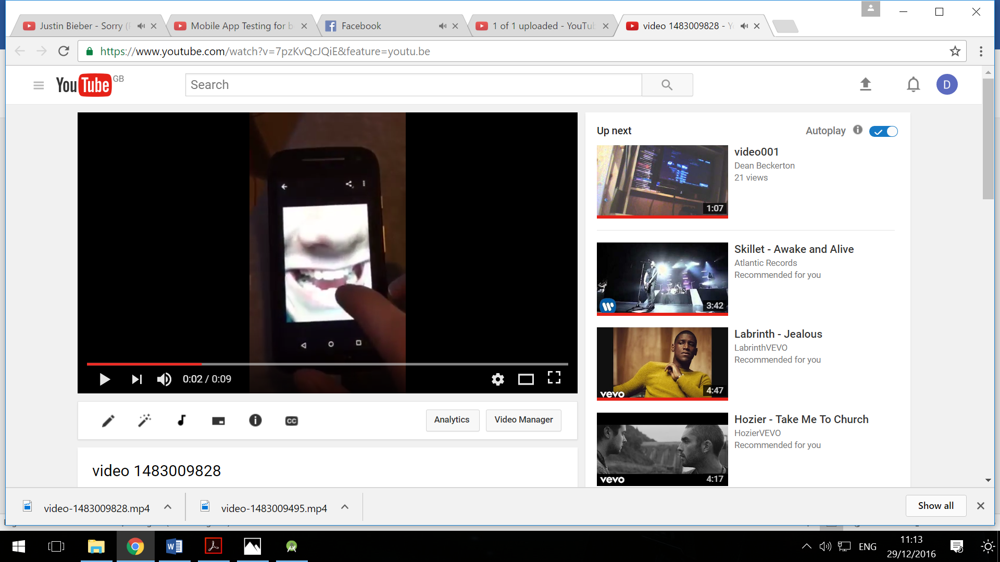 Justin Bieber - Sorry (
Mobile App Testing for b
Facebook
1 of 1 uploaded - YouTub
video 1483009828 - Yo
https://www.youtube.com/watch?v=7pzKvQcJQiE&feature=youtu.be
YouTube GB
Search
D
Up next
Autoplay
video001
Dean Beckerton
21 views
1:07
Skillet - Awake and Alive
Atlantic Records
Recommended for you
3:42
Labrinth - Jealous
LabrinthVEVO
Recommended for you
vevo
4:47
Hozier - Take Me To Church
HozierVEVO
Recommended for you
vevo
4:17
0:02 / 0:09
CC
Analytics
Video Manager
video 1483009828
video-1483009828.mp4
video-1483009495.mp4
Show all
ENG
11:13
29/12/2016